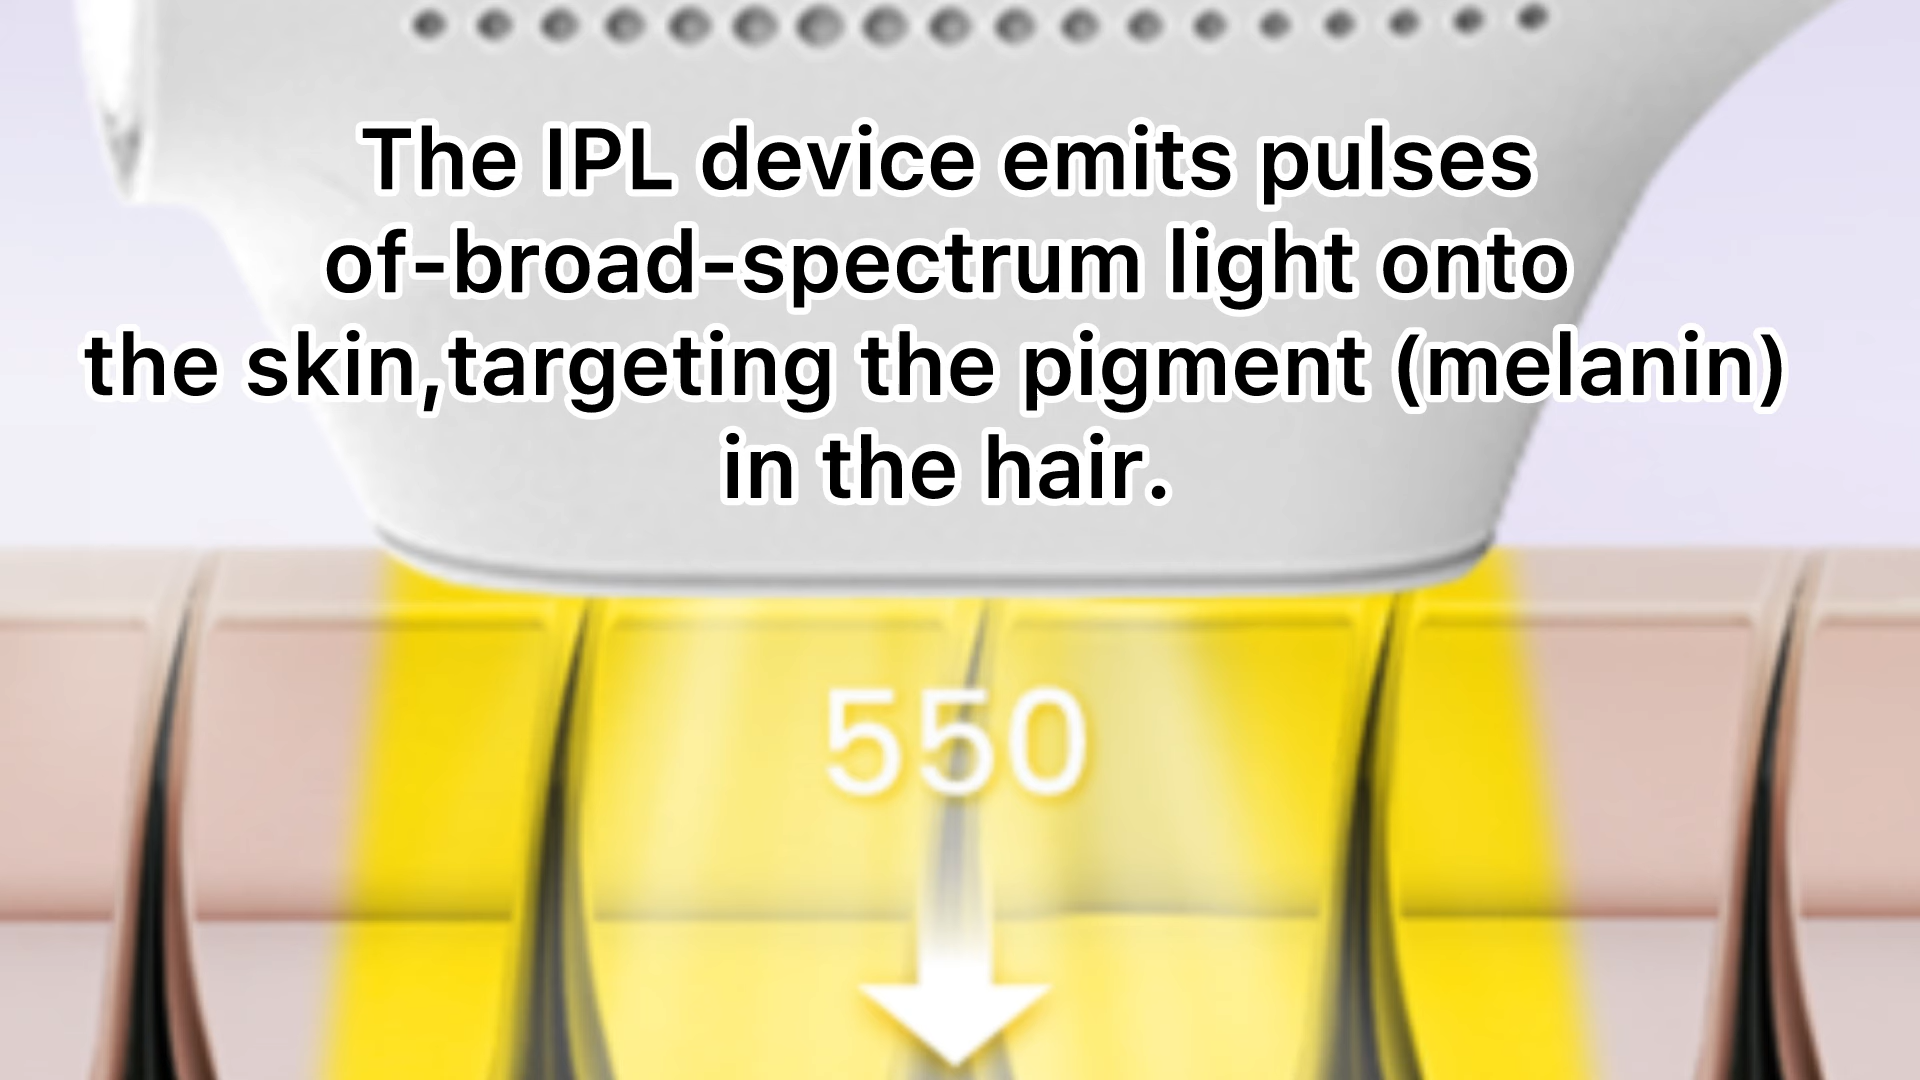 The IPL device emits pulses
of-broad-spectrum light onto
the skin,targeting the pigment (melanin)
in the hair.
550